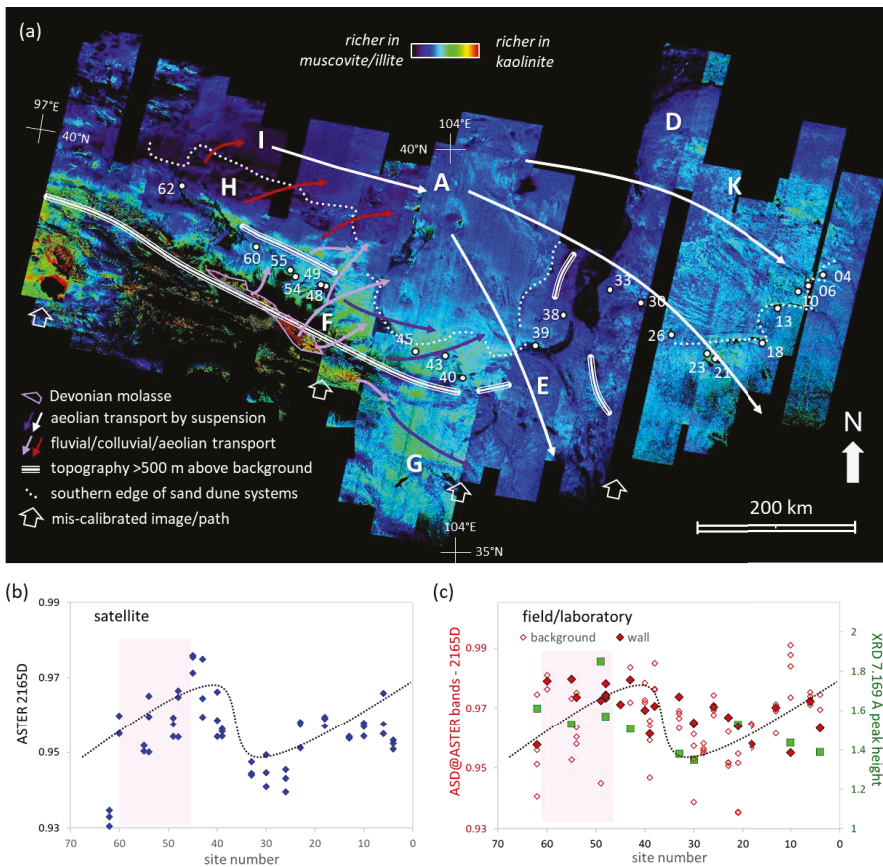 (a)
richer in
muscovite/illite
richer in
kaolinite
97°E
40°N
104°E
40°N
I
D
A
K
H
62
60
55
54
49
48
F
33
30
04
06
10
13
38
39
26
18
23
21
45
43
40
E
G
Devonian molasse
aeolian transport by suspension
fluvial/colluvial/aeolian transport
topography >500 m above background
southern edge of sand dune systems
mis-calibrated image/path
N
200 km
104°E
35°N
(b)
satellite
ASTER 2165D
0.99
0.97
0.95
0.93
70 60 50 40 30 20 10 0
site number
(c)
field/laboratory
background wall
ASD@ASTER bands - 2165D
0.99
0.97
0.95
0.93
XRD 7.169 A peak height
2
1.8
1.6
1.4
1.2
1
70 60 50 40 30 20 10 0
site number